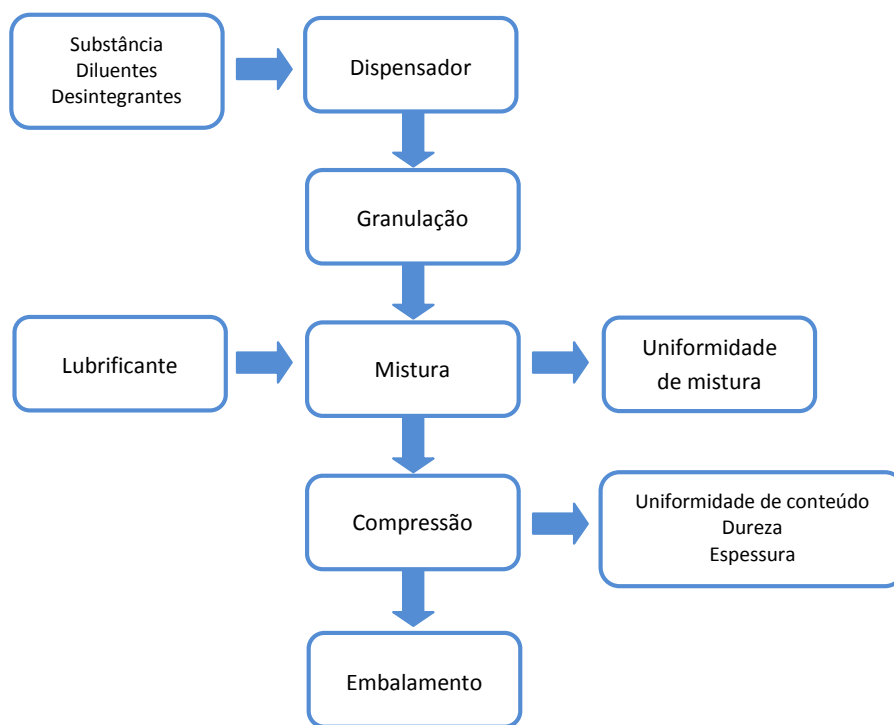 Substância
Diluentes
Desintegrantes
Dispensador
Granulação
Lubrificante
Mistura
Uniformidade
de mistura
Compressão
Uniformidade de conteúdo
Dureza
Espessura
Embalamento